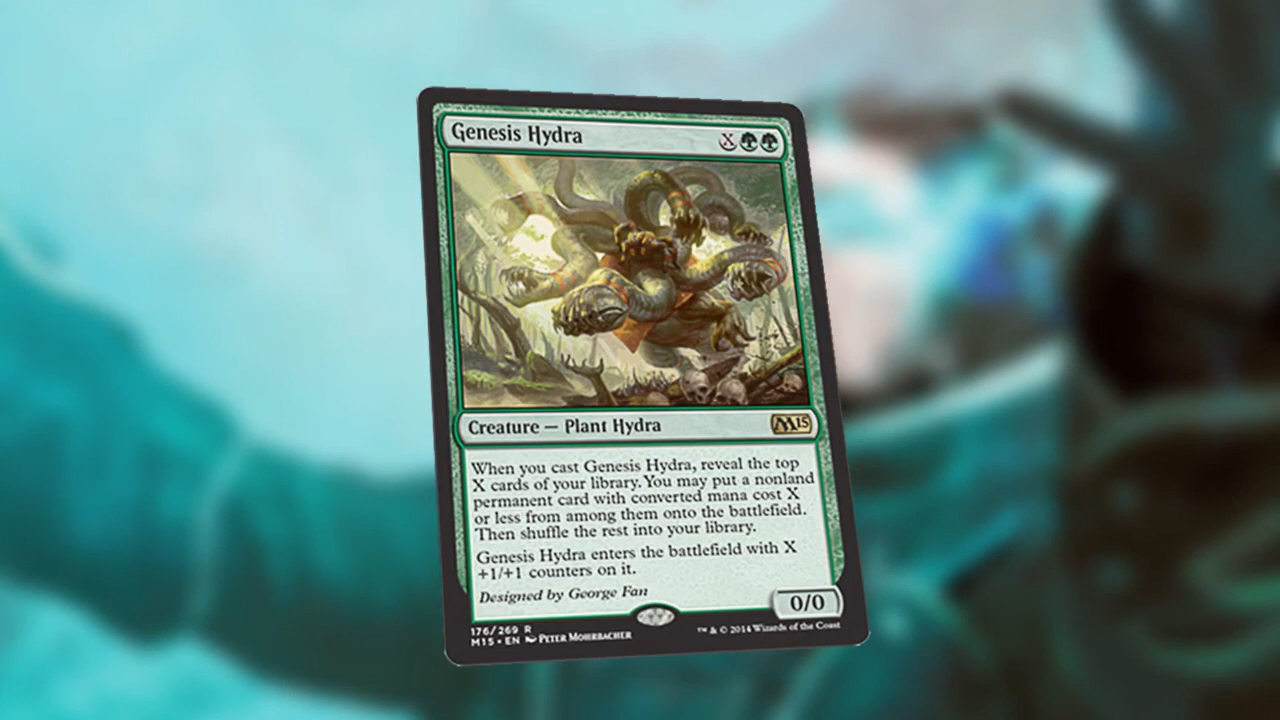 Genesis Hydra X
Creature — Plant Hydra M15
When you cast Genesis Hydra, reveal the top
X cards of your library. You may put a nonland
permanent card with converted mana cost X
or less from among them onto the battlefield.
Then shuffle the rest into your library.
Genesis Hydra enters the battlefield with X
+1/+1 counters on it.
Designed by George Fan
0/0
176/269 R
M15 • EN Peter Mohrbacher
™ & © 2014 Wizards of the Coast